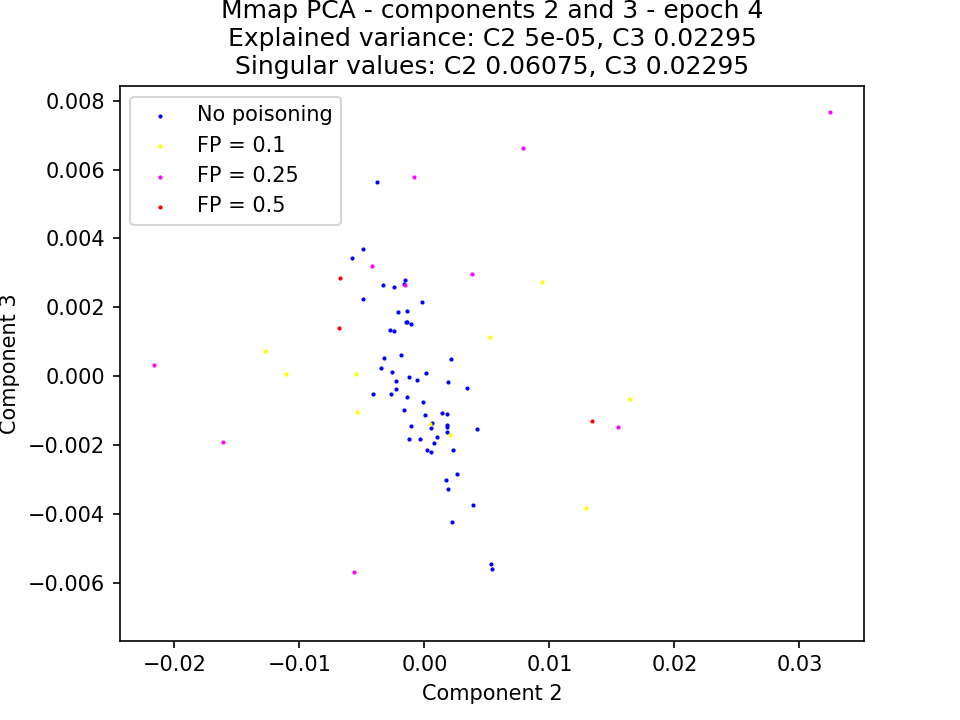 Mmap PCA - components 2 and 3 - epoch 4
Explained variance: C2 5e-05, C3 0.02295
Singular values: C2 0.06075, C3 0.02295
No poisoning
FP = 0.1
FP = 0.25
FP = 0.5
Component 3
0.008
0.006
0.004
0.002
0.000
−0.002
−0.004
−0.006
−0.02
−0.01
0.00
0.01
0.02
0.03
Component 2